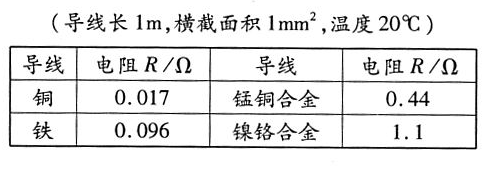 (导线长1m,横截面积1mm²,温度20℃)
导线 电阻R/Ω 导线 电阻R/Ω
铜 0.017 锰铜合金 0.44
铁 0.096 镍铬合金 1.1